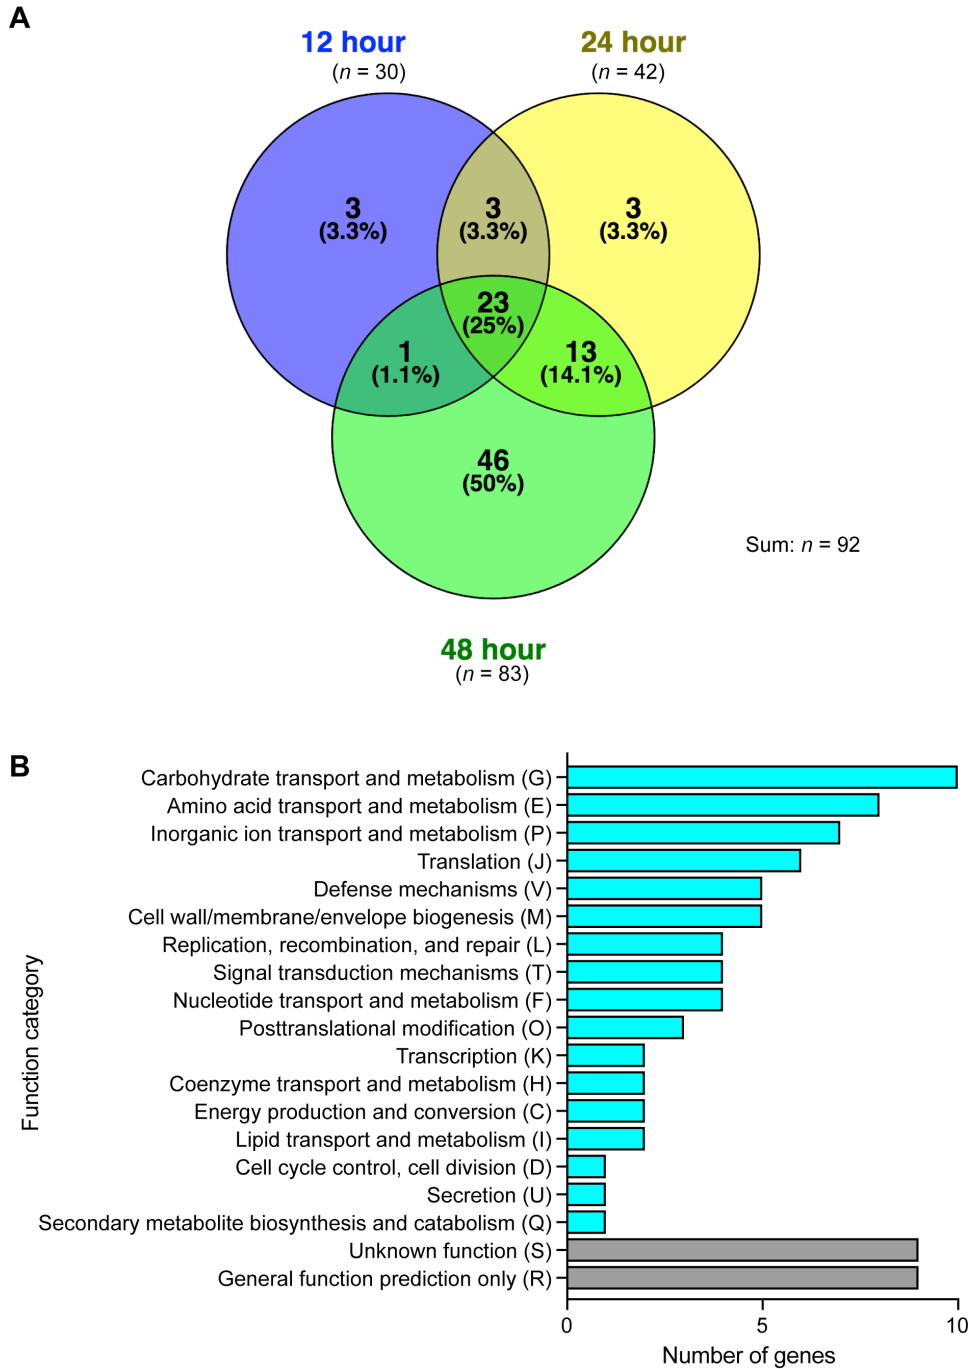 A
12 hour
(n = 30)
24 hour
(n = 42)
3
(3.3%)
3
(3.3%)
3
(3.3%)
23
(25%)
1
(1.1%)
13
(14.1%)
46
(50%)
Sum: n = 92
48 hour
(n = 83)
B
Function category
Carbohydrate transport and metabolism (G)
Amino acid transport and metabolism (E)
Inorganic ion transport and metabolism (P)
Translation (J)
Defense mechanisms (V)
Cell wall/membrane/envelope biogenesis (M)
Replication, recombination, and repair (L)
Signal transduction mechanisms (T)
Nucleotide transport and metabolism (F)
Posttranslational modification (O)
Transcription (K)
Coenzyme transport and metabolism (H)
Energy production and conversion (C)
Lipid transport and metabolism (I)
Cell cycle control, cell division (D)
Secretion (U)
Secondary metabolite biosynthesis and catabolism (Q)
Unknown function (S)
General function prediction only (R)
0 5 10
Number of genes